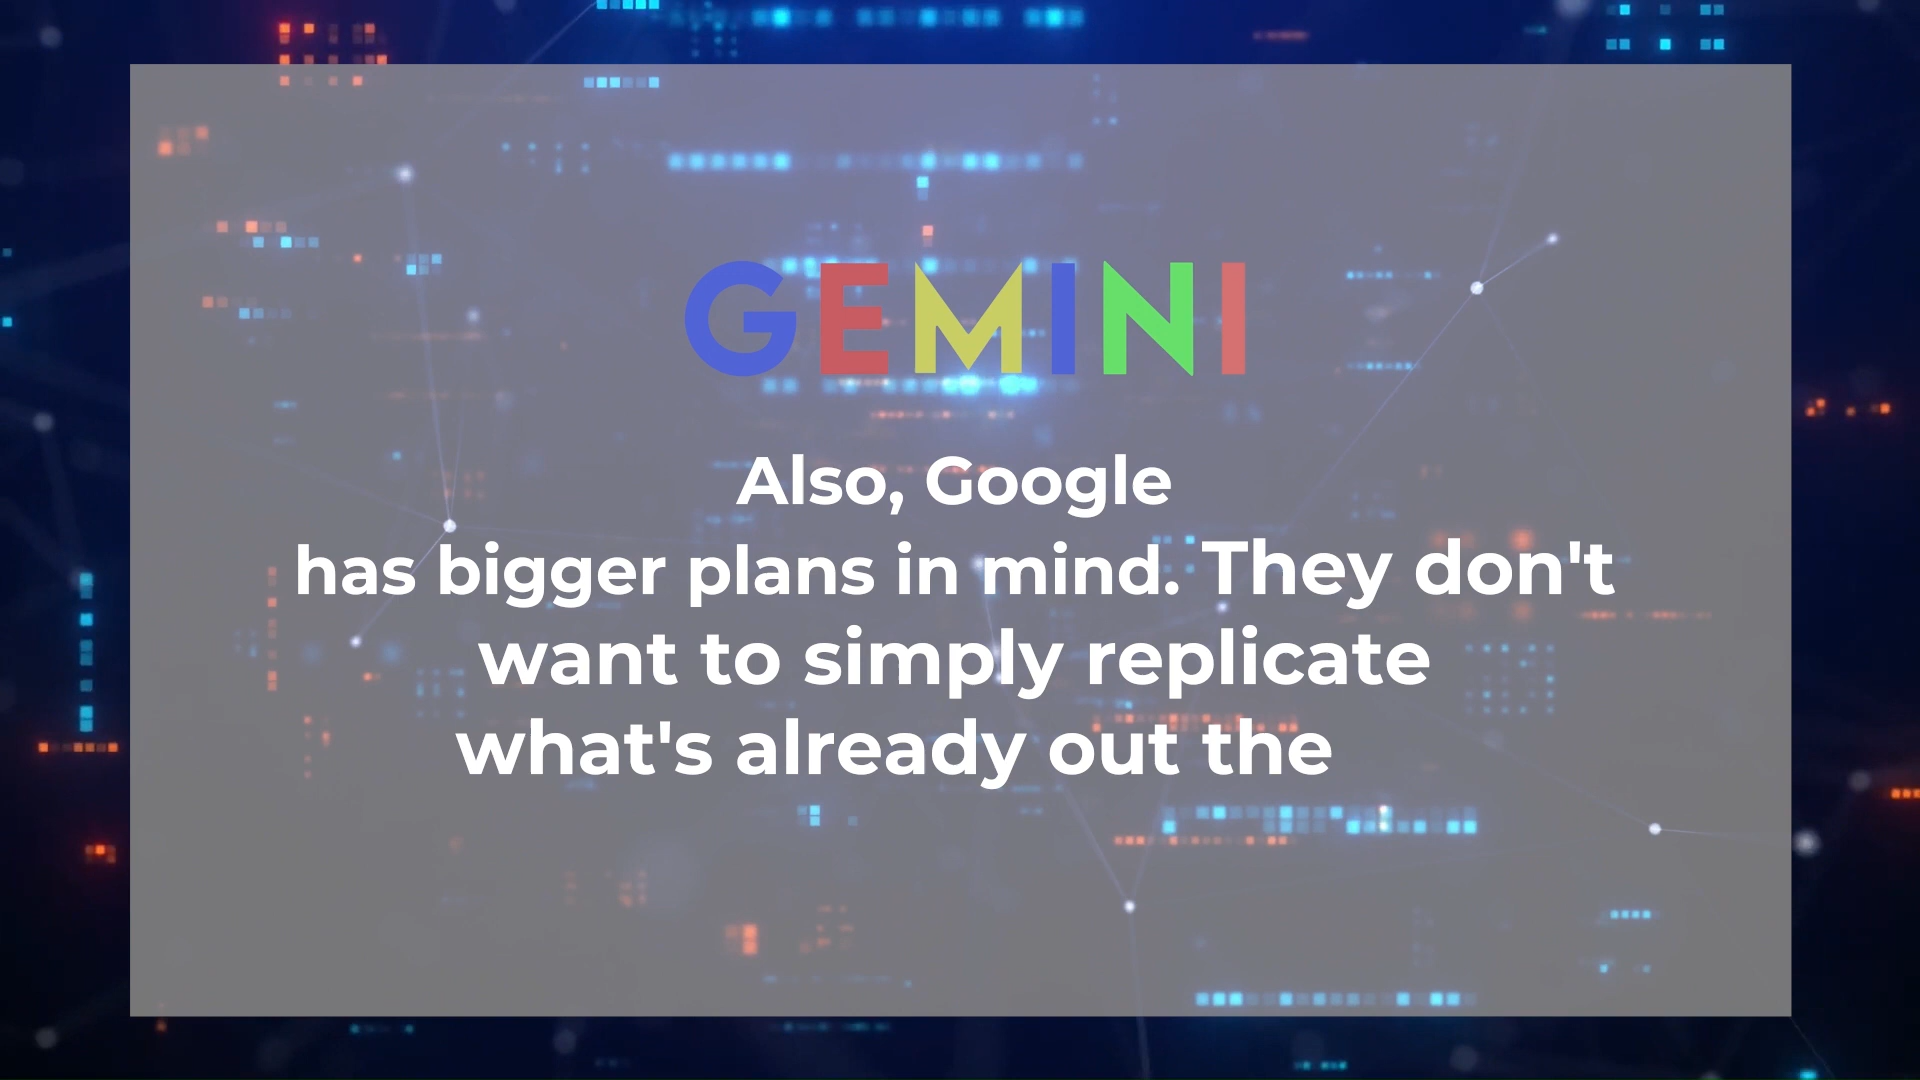 GEMINI
Also, Google
has bigger plans in mind. They don't
want to simply replicate
what's already out the